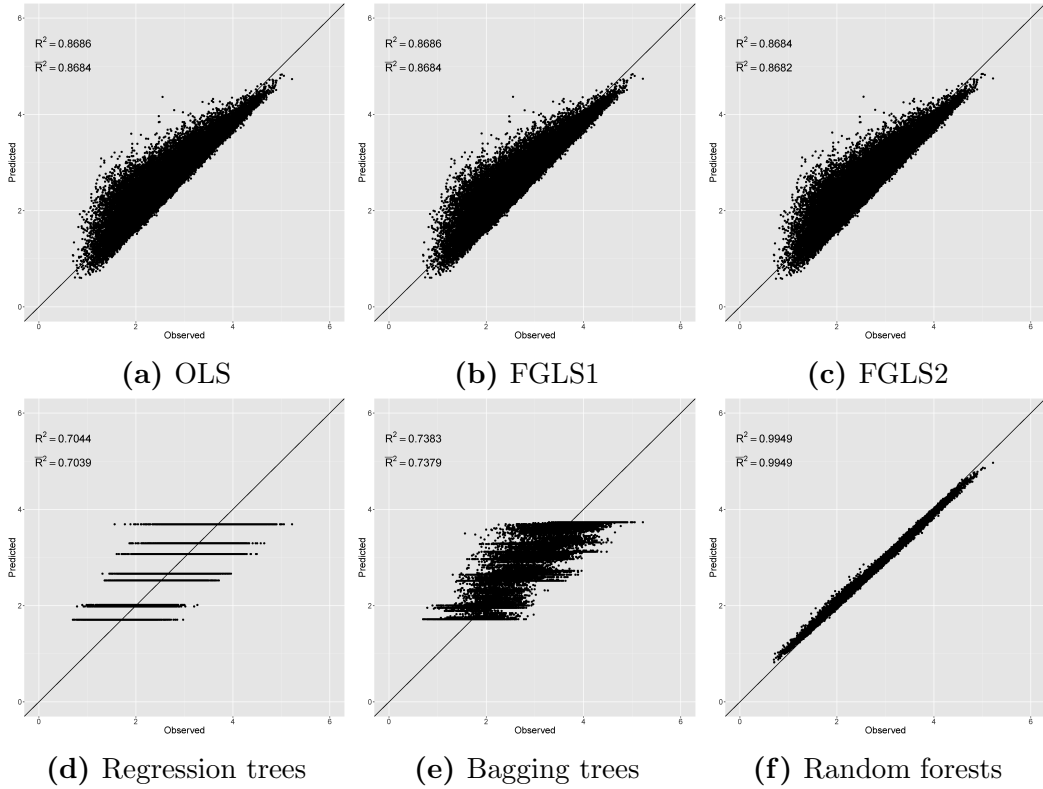 6
4
2
0
Predicted
R² = 0.8686
R̅² = 0.8684
0 2 4 6
Observed
(a) OLS
6
4
2
0
Predicted
R² = 0.8686
R̅² = 0.8684
0 2 4 6
Observed
(b) FGLS1
6
4
2
0
Predicted
R² = 0.8684
R̅² = 0.8682
0 2 4 6
Observed
(c) FGLS2
6
4
2
0
Predicted
R² = 0.7044
R̅² = 0.7039
0 2 4 6
Observed
(d) Regression trees
6
4
2
0
Predicted
R² = 0.7383
R̅² = 0.7379
0 2 4 6
Observed
(e) Bagging trees
6
4
2
0
Predicted
R² = 0.9949
R̅² = 0.9949
0 2 4 6
Observed
(f) Random forests